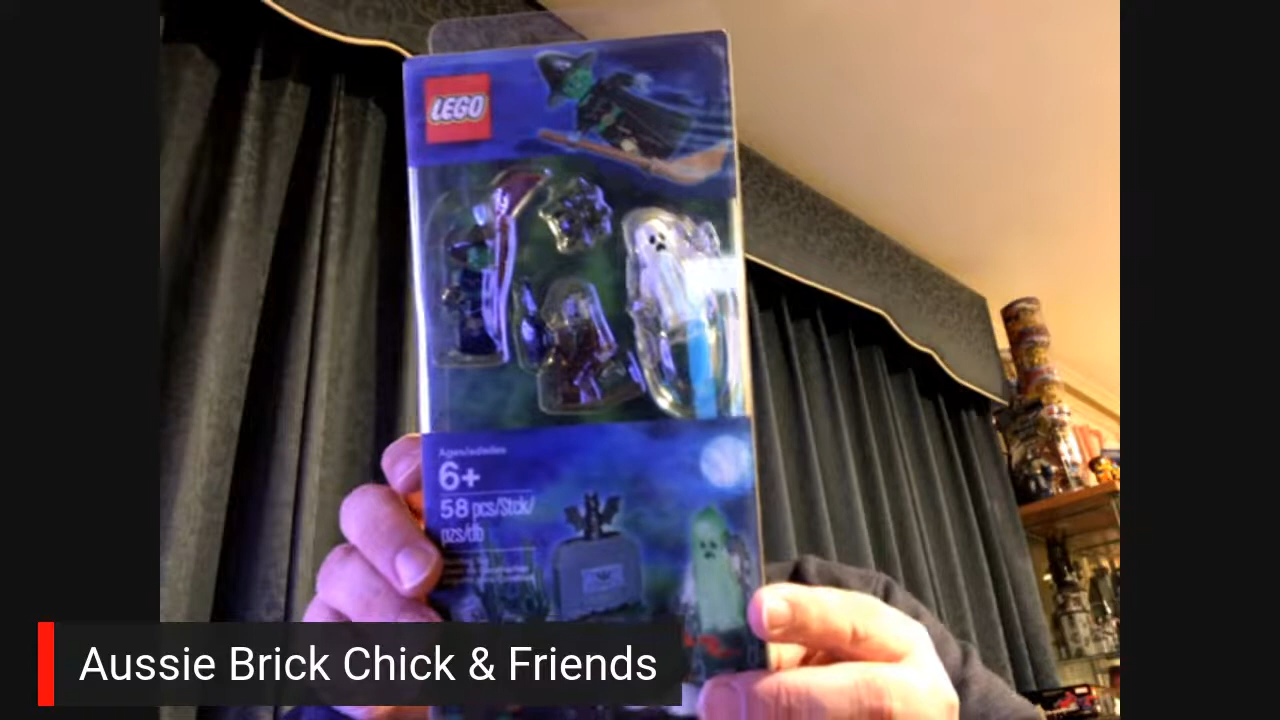 LEGO
Ages/edades
6+
58 pcs/Stck/
pzs/db
Aussie Brick Chick & Friends